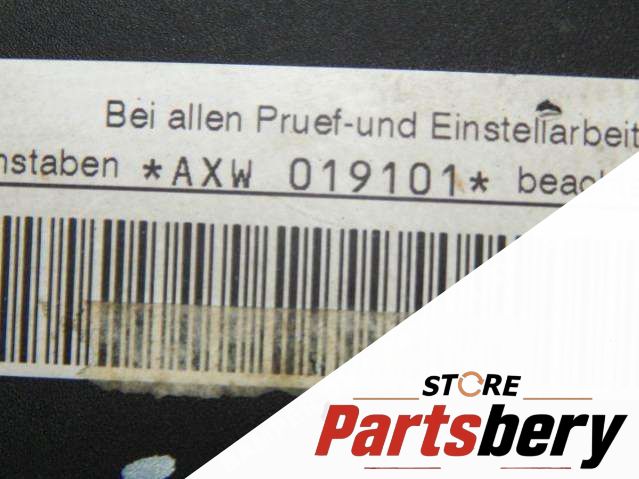 Bei allen Pruef-und Einstellarbeit
nstaben *AXW 019101* beac
STORE
Partsbery